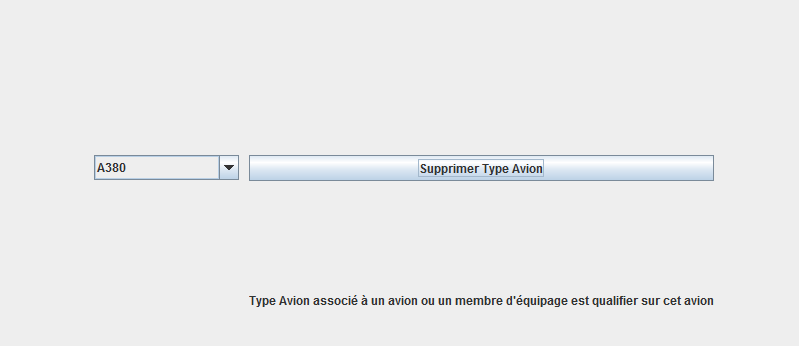 A380
Supprimer Type Avion
Type Avion associé à un avion ou un membre d'équipage est qualifier sur cet avion